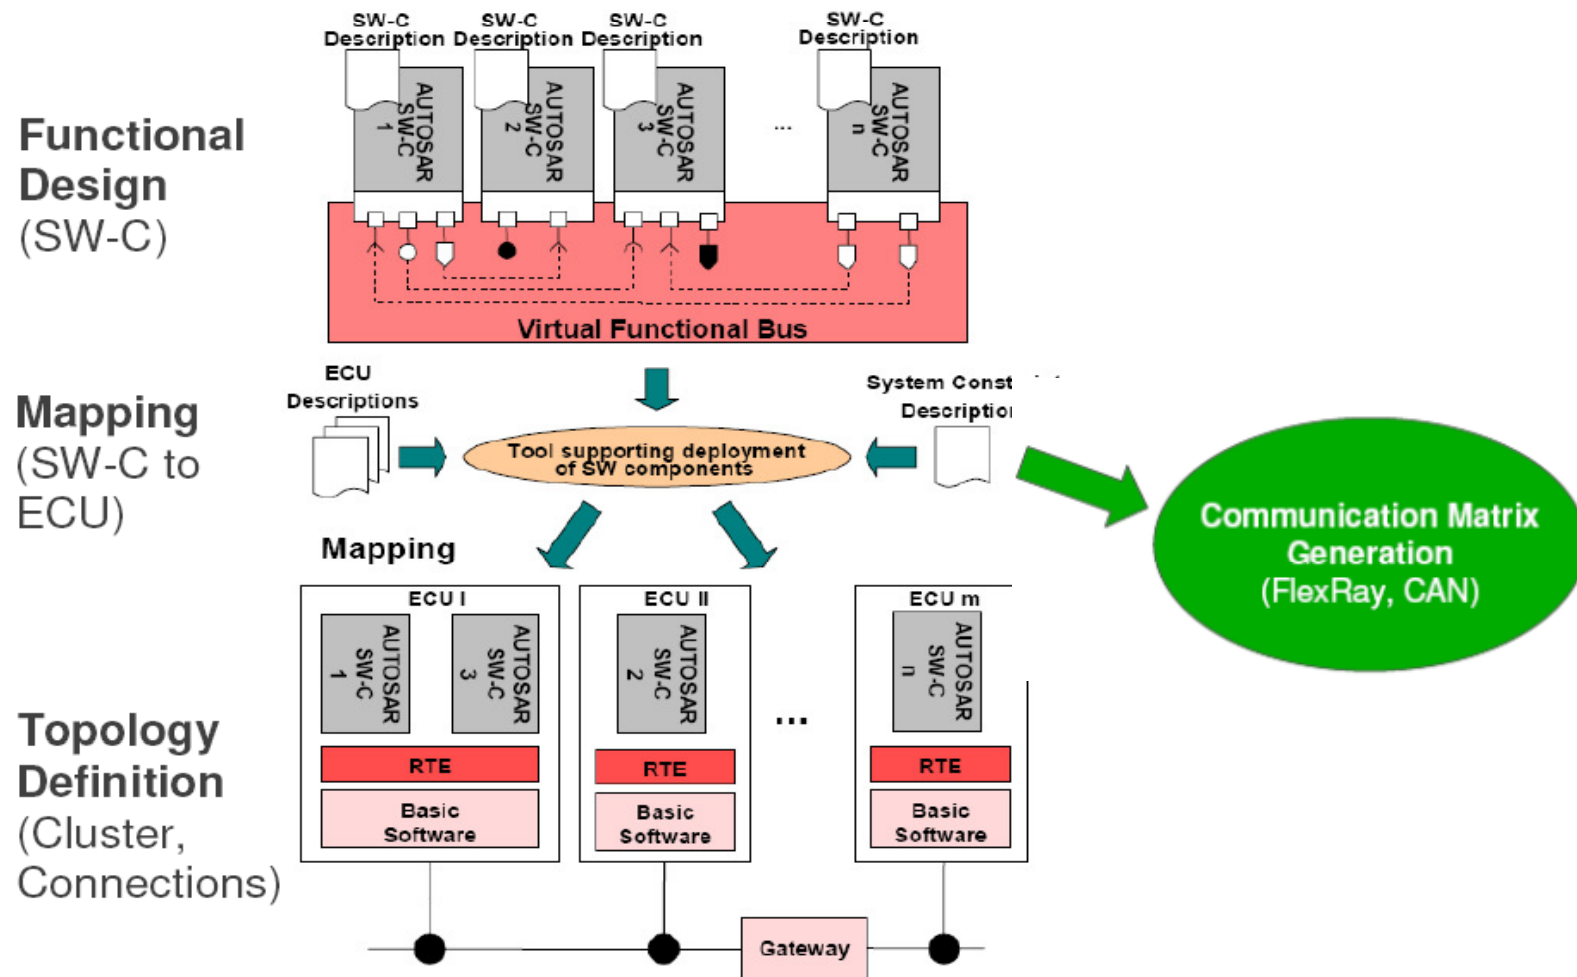 SW-C
Description
SW-C
Description
SW-C
Description
SW-C
Description
AUTOSAR
SW-C
1
AUTOSAR
SW-C
2
AUTOSAR
SW-C
3
...
AUTOSAR
SW-C
n
Functional
Design
(SW-C)
Virtual Functional Bus
ECU
Descriptions
System Const
Description
Mapping
(SW-C to
ECU)
Tool supporting deployment
of SW components
Communication Matrix
Generation
(FlexRay, CAN)
Mapping
ECU I
ECU II
ECU m
AUTOSAR
SW-C
1
AUTOSAR
SW-C
3
AUTOSAR
SW-C
2
...
AUTOSAR
SW-C
n
Topology
Definition
(Cluster,
Connections)
RTE
RTE
RTE
Basic
Software
Basic
Software
Basic
Software
Gateway